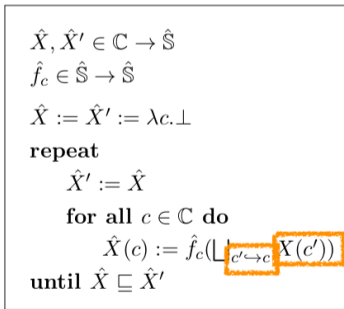 X̂, X̂′ ∈ ℂ → 𝕊̂
f̂_c ∈ 𝕊̂ → 𝕊̂
X̂ := X̂′ := λc.⊥
repeat
X̂′ := X̂
for all c ∈ ℂ do
X̂(c) := f̂_c(⨆_{c′↪c} X(c′))
until X̂ ⊑ X̂′